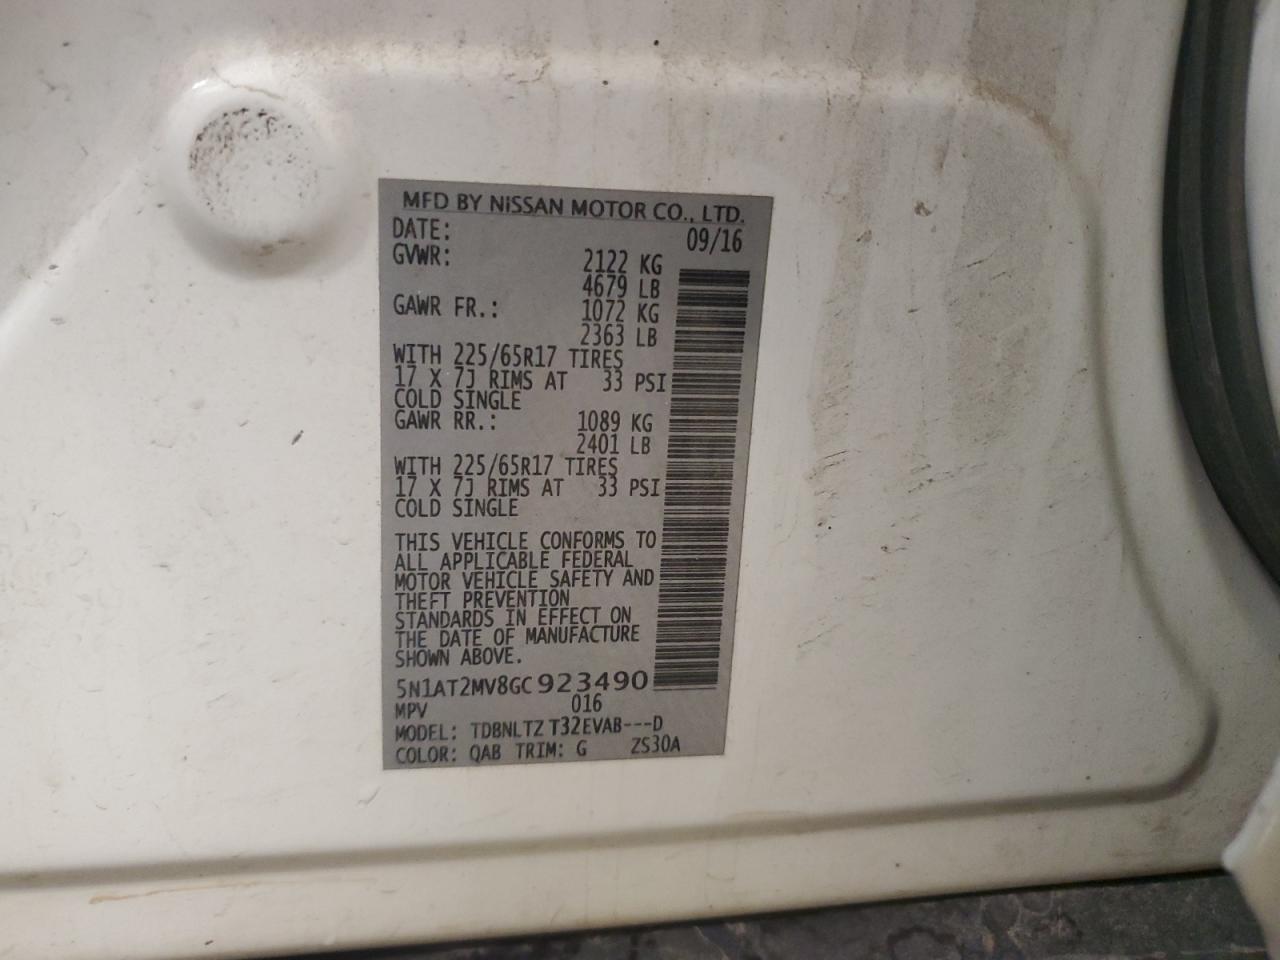 MFD BY NISSAN MOTOR CO., LTD.
DATE: 09/16
GVWR: 2122 KG
4679 LB
GAWR FR.: 1072 KG
2363 LB
WITH 225/65R17 TIRES
17 X 7J RIMS AT 33 PSI
COLD SINGLE
GAWR RR.: 1089 KG
2401 LB
WITH 225/65R17 TIRES
17 X 7J RIMS AT 33 PSI
COLD SINGLE
THIS VEHICLE CONFORMS TO
ALL APPLICABLE FEDERAL
MOTOR VEHICLE SAFETY AND
THEFT PREVENTION
STANDARDS IN EFFECT ON
THE DATE OF MANUFACTURE
SHOWN ABOVE.
5N1AT2MV8GC923490
MPV 016
MODEL: TDBNLTZ T32EVAB---D
COLOR: QAB TRIM: G ZS30A